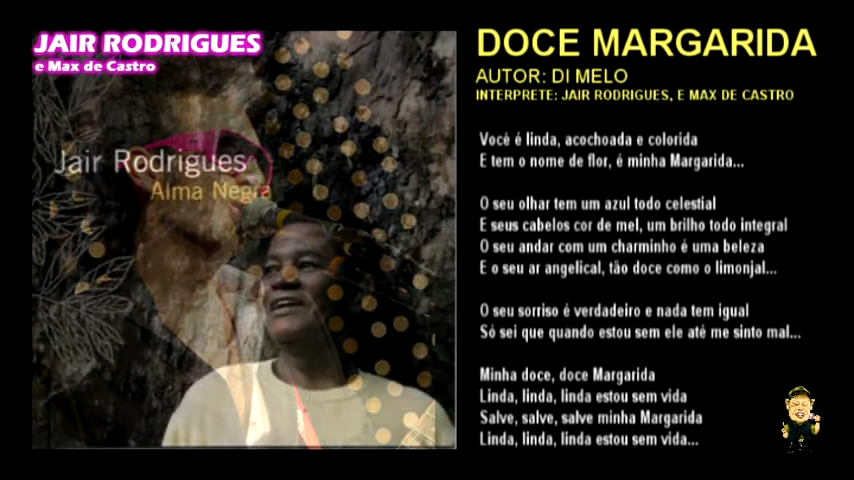 JAIR RODRIGUES
e Max de Castro
Jair Rodrigues
Alma Negra
DOCE MARGARIDA
AUTOR: DI MELO
INTERPRETE: JAIR RODRIGUES, E MAX DE CASTRO
Você é linda, acochoada e colorida
E tem o nome de flor, é minha Margarida...
O seu olhar tem um azul todo celestial
E seus cabelos cor de mel, um brilho todo integral
O seu andar com um charminho é uma beleza
E o seu ar angelical, tão doce como o limonjal...
O seu sorriso é verdadeiro e nada tem igual
Só sei que quando estou sem ele até me sinto mal...
Minha doce, doce Margarida
Linda, linda, linda estou sem vida
Salve, salve, salve minha Margarida
Linda, linda, linda estou sem vida...